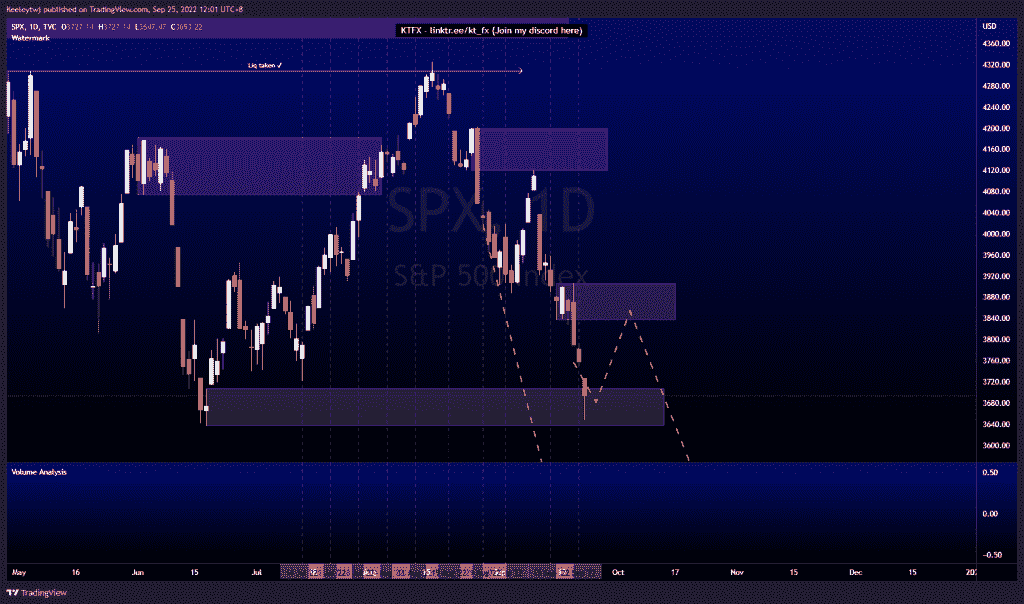 Keeseytwj published on TradingView.com, Sep 25, 2022 12:01 UTC+8
SPX, 1D, TVC O3727.14 H3727.14 L3647.47 C3693.22
Watermark
KTFX - linktr.ee/kt_fx (Join my discord here)
USD
Liq taken ✓
SPX, 1D
S&P 500 Index
4360.00
4320.00
4280.00
4240.00
4200.00
4160.00
4120.00
4080.00
4040.00
4000.00
3960.00
3920.00
3880.00
3840.00
3800.00
3760.00
3720.00
3680.00
3640.00
3600.00
Volume Analysis
0.50
0.00
-0.50
May 16 Jun 15 Jul Aug 15 Oct 17 Nov 15 Dec 15
TradingView